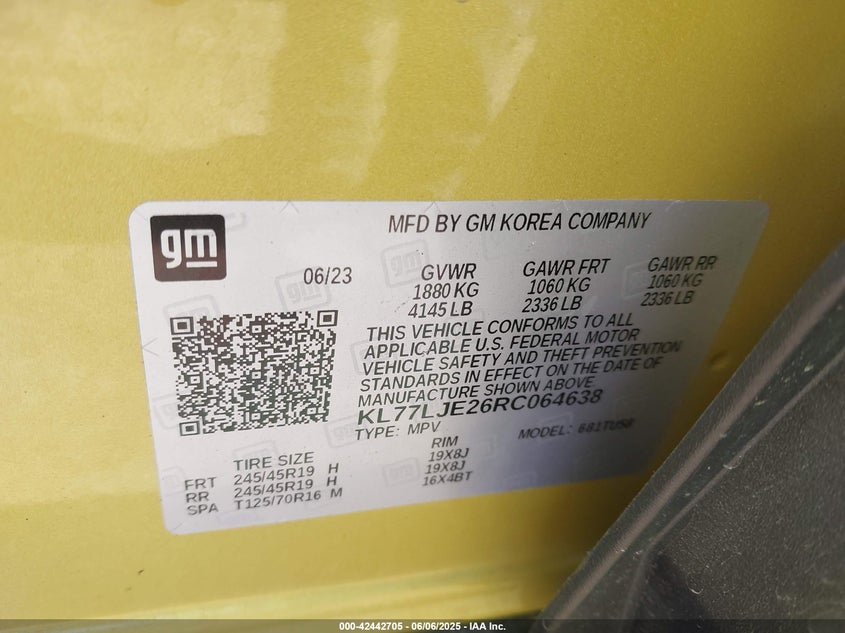 gm
MFD BY GM KOREA COMPANY
06/23
GVWR GAWR FRT GAWR RR
1880 KG 1060 KG 1060 KG
4145 LB 2336 LB 2336 LB
THIS VEHICLE CONFORMS TO ALL
APPLICABLE U.S. FEDERAL MOTOR
VEHICLE SAFETY AND THEFT PREVENTION
STANDARDS IN EFFECT ON THE DATE OF
MANUFACTURE SHOWN ABOVE
KL77LJE26RC064638
TYPE: MPV MODEL: 681TUS8
TIRE SIZE RIM
FRT 245/45R19 H 19X8J
RR 245/45R19 H 19X8J
SPA T125/70R16 M 16X4BT
000-42442705 - 06/06/2025 - IAA Inc.